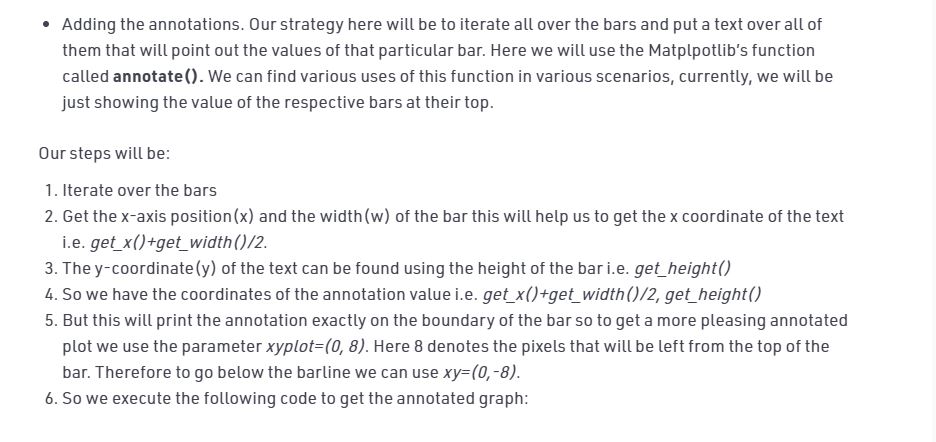 • Adding the annotations. Our strategy here will be to iterate all over the bars and put a text over all of
them that will point out the values of that particular bar. Here we will use the Matplpotlib's function
called annotate(). We can find various uses of this function in various scenarios, currently, we will be
just showing the value of the respective bars at their top.
Our steps will be:
1. Iterate over the bars
2. Get the x-axis position(x) and the width(w) of the bar this will help us to get the x coordinate of the text
i.e. get_x()+get_width()/2.
3. The y-coordinate(y) of the text can be found using the height of the bar i.e. get_height()
4. So we have the coordinates of the annotation value i.e. get_x()+get_width()/2, get_height()
5. But this will print the annotation exactly on the boundary of the bar so to get a more pleasing annotated
plot we use the parameter xyplot=(0, 8). Here 8 denotes the pixels that will be left from the top of the
bar. Therefore to go below the barline we can use xy=(0,-8).
6. So we execute the following code to get the annotated graph: